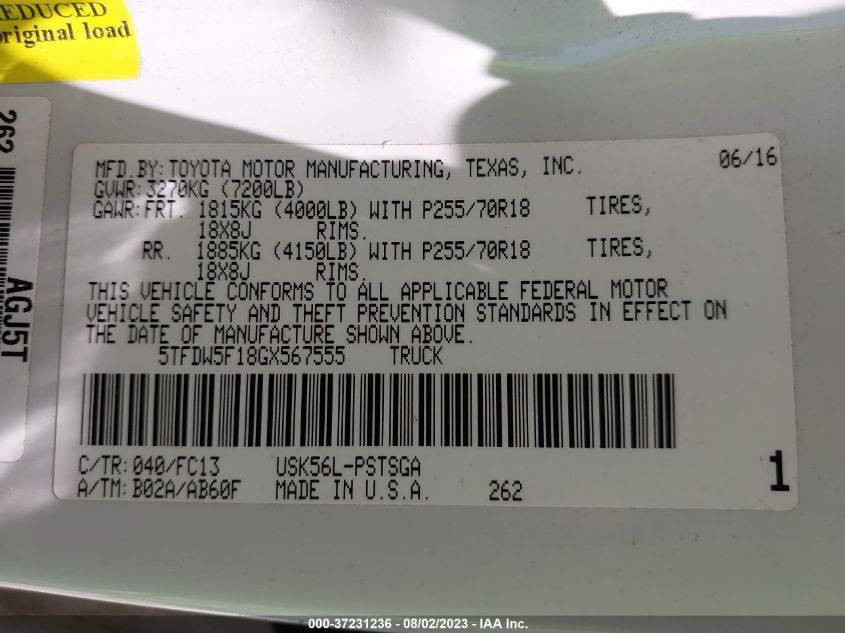 REDUCED
original load
262
AGJ5T
MFD.BY:TOYOTA MOTOR MANUFACTURING, TEXAS, INC. 06/16
GVWR:3270KG (7200LB)
GAWR:FRT. 1815KG (4000LB) WITH P255/70R18 TIRES,
18X8J RIMS.
RR. 1885KG (4150LB) WITH P255/70R18 TIRES,
18X8J RIMS.
THIS VEHICLE CONFORMS TO ALL APPLICABLE FEDERAL MOTOR
VEHICLE SAFETY AND THEFT PREVENTION STANDARDS IN EFFECT ON
THE DATE OF MANUFACTURE SHOWN ABOVE.
5TFDW5F18GX567555 TRUCK
C/TR:040/FC13 USK56L-PSTSGA
A/TM:B02A/AB60F MADE IN U.S.A. 262 1
000-37231236 - 08/02/2023 - IAA Inc.